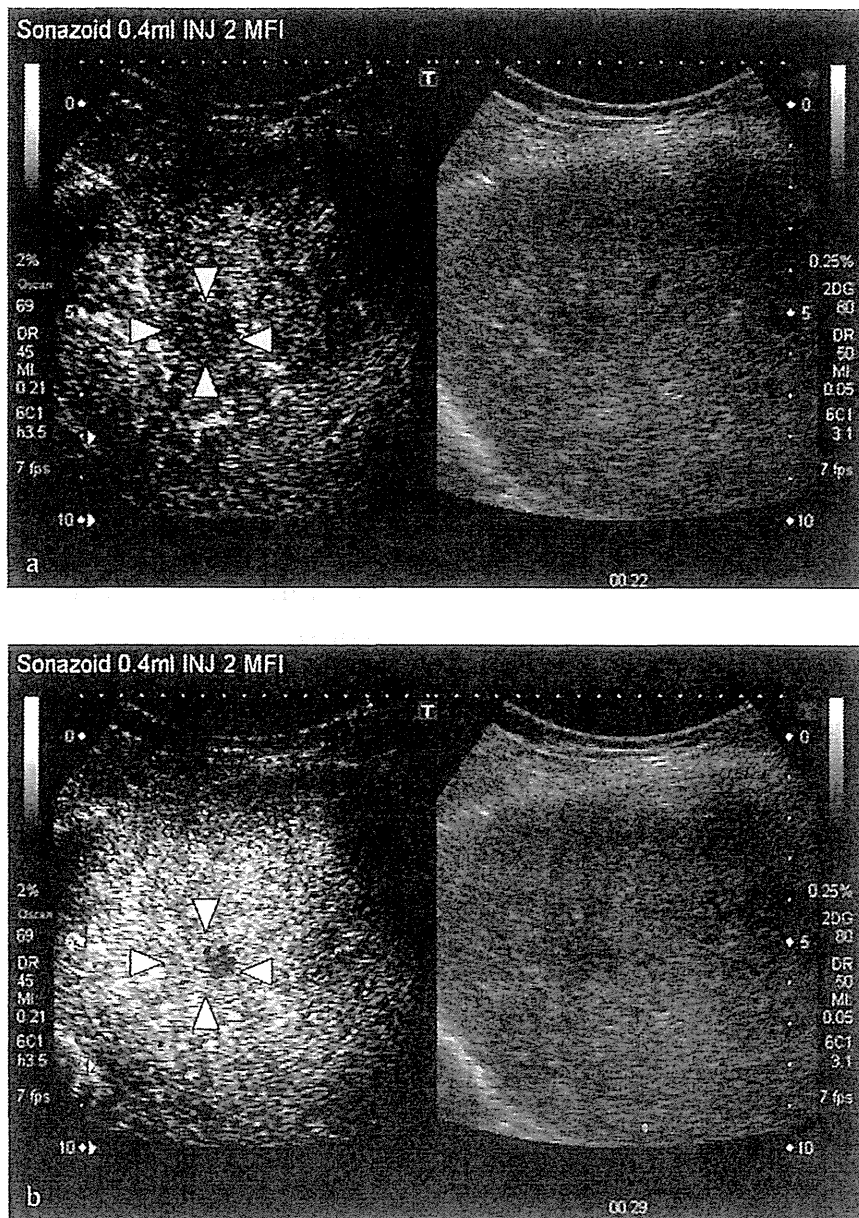 Sonazoid 0.4ml INJ 2 MFI
T
0
0
2%
Qscan
69
DR
45
MI
0.21
6C1
h3.5
7 fps
5
0.25%
2DG
80
DR
50
MI
0.05
6C1
3.1
7 fps
10
10
a
00:22
Sonazoid 0.4ml INJ 2 MFI
T
0
0
2%
Qscan
69
DR
45
MI
0.21
6C1
h3.5
7 fps
5
0.25%
2DG
80
DR
50
MI
0.05
6C1
3.1
7 fps
10
10
b
00:29